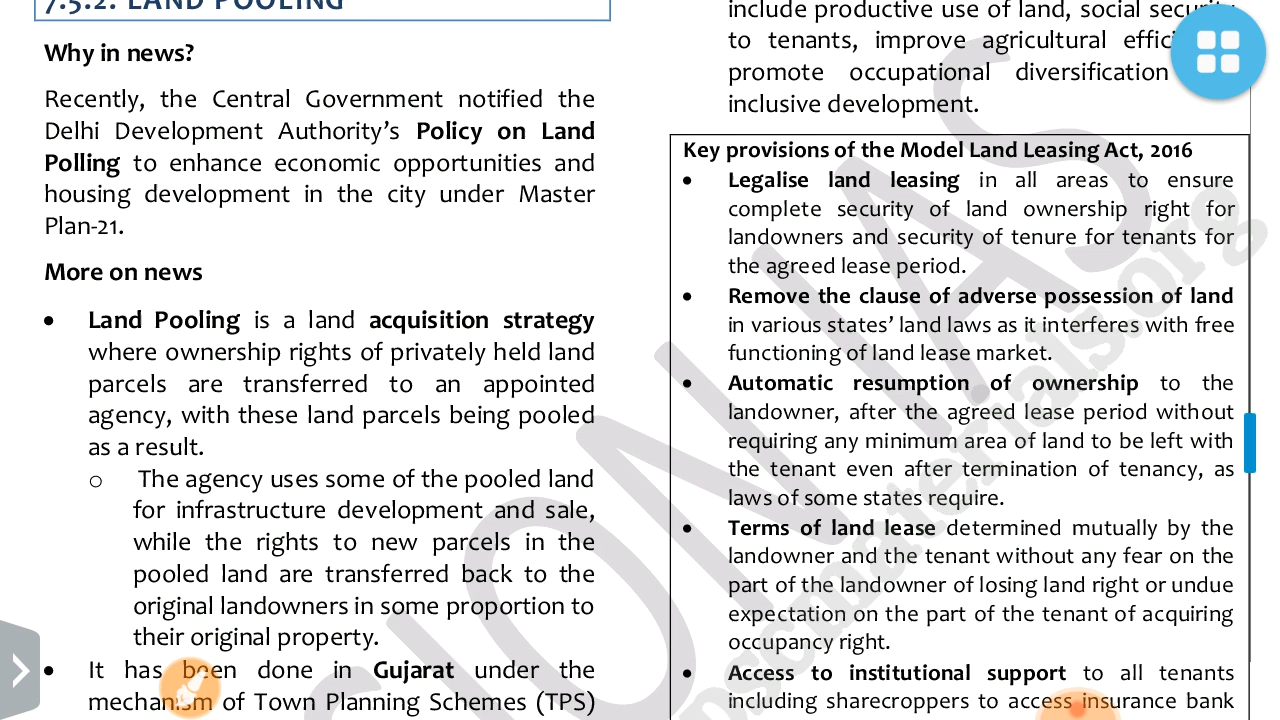 7.5.2. LAND POOLING
Why in news?
Recently, the Central Government notified the
Delhi Development Authority's Policy on Land
Polling to enhance economic opportunities and
housing development in the city under Master
Plan-21.
More on news
• Land Pooling is a land acquisition strategy
where ownership rights of privately held land
parcels are transferred to an appointed
agency, with these land parcels being pooled
as a result.
o The agency uses some of the pooled land
for infrastructure development and sale,
while the rights to new parcels in the
pooled land are transferred back to the
original landowners in some proportion to
their original property.
• It has been done in Gujarat under the
mechanism of Town Planning Schemes (TPS)
include productive use of land, social security
to tenants, improve agricultural
promote occupational diversification
inclusive development.
Key provisions of the Model Land Leasing Act, 2016
• Legalise land leasing in all areas to ensure
complete security of land ownership right for
landowners and security of tenure for tenants for
the agreed lease period.
• Remove the clause of adverse possession of land
in various states' land laws as it interferes with free
functioning of land lease market.
• Automatic resumption of ownership to the
landowner, after the agreed lease period without
requiring any minimum area of land to be left with
the tenant even after termination of tenancy, as
laws of some states require.
• Terms of land lease determined mutually by the
landowner and the tenant without any fear on the
part of the landowner of losing land right or undue
expectation on the part of the tenant of acquiring
occupancy right.
• Access to institutional support to all tenants
including sharecroppers to access insurance bank